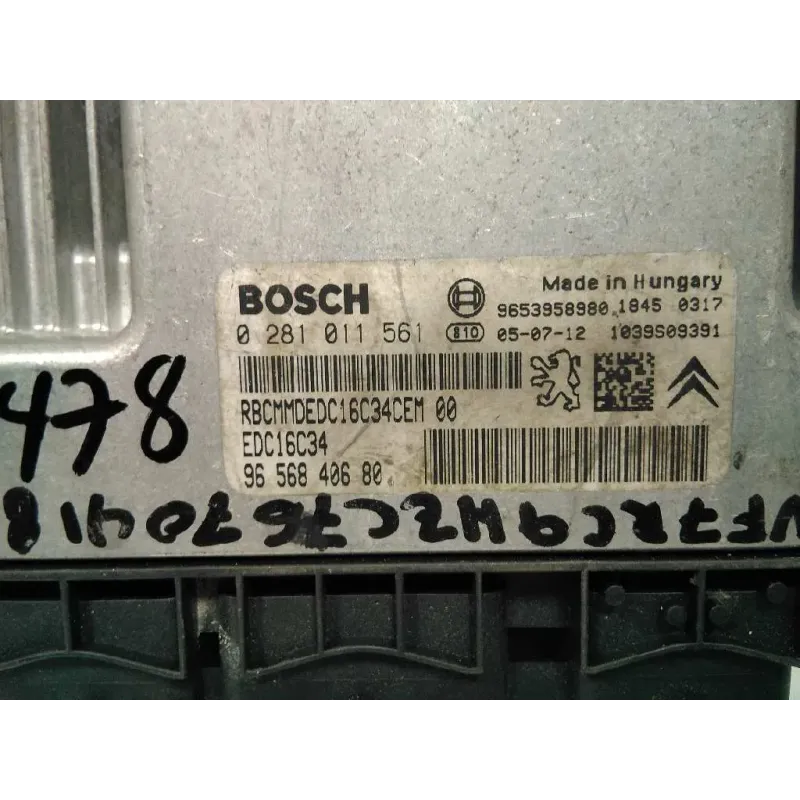 BOSCH
Made in Hungary
9653958980 1845 0317
0 281 011 561
810
05-07-12 1039S09391
RBCMMDEDC16C34CEM 00
EDC16C34
96 568 406 80
478
VF7RC9HZC76704118